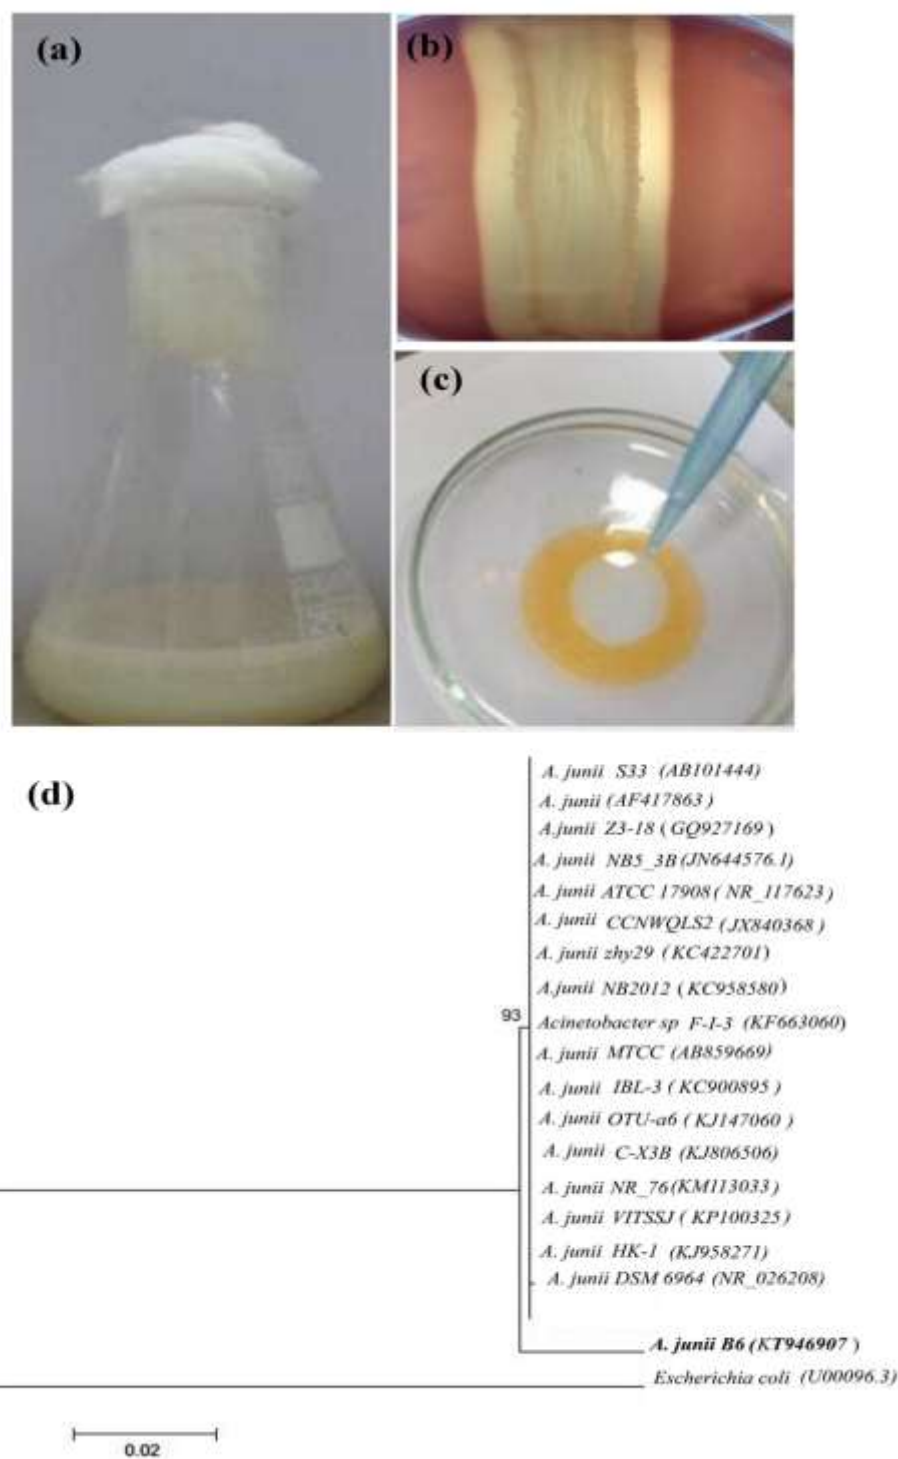 (a)
(b)
(c)
(d)
A. junii S33 (AB101444)
A. junii (AF417863)
A.junii Z3-18 (GQ927169)
A. junii NB5_3B (JN644576.1)
A. junii ATCC 17908 (NR_117623)
A. junii CCNWQLS2 (JX840368)
A. junii zhy29 (KC422701)
A.junii NB2012 (KC958580)
93
Acinetobacter sp F-I-3 (KF663060)
A. junii MTCC (AB859669)
A. junii IBL-3 (KC900895)
A. junii OTU-a6 (KJ147060)
A. junii C-X3B (KJ806506)
A. junii NR_76 (KM113033)
A. junii VITSSJ (KP100325)
A. junii HK-1 (KJ958271)
A. junii DSM 6964 (NR_026208)
A. junii B6 (KT946907)
Escherichia coli (U00096.3)
0.02